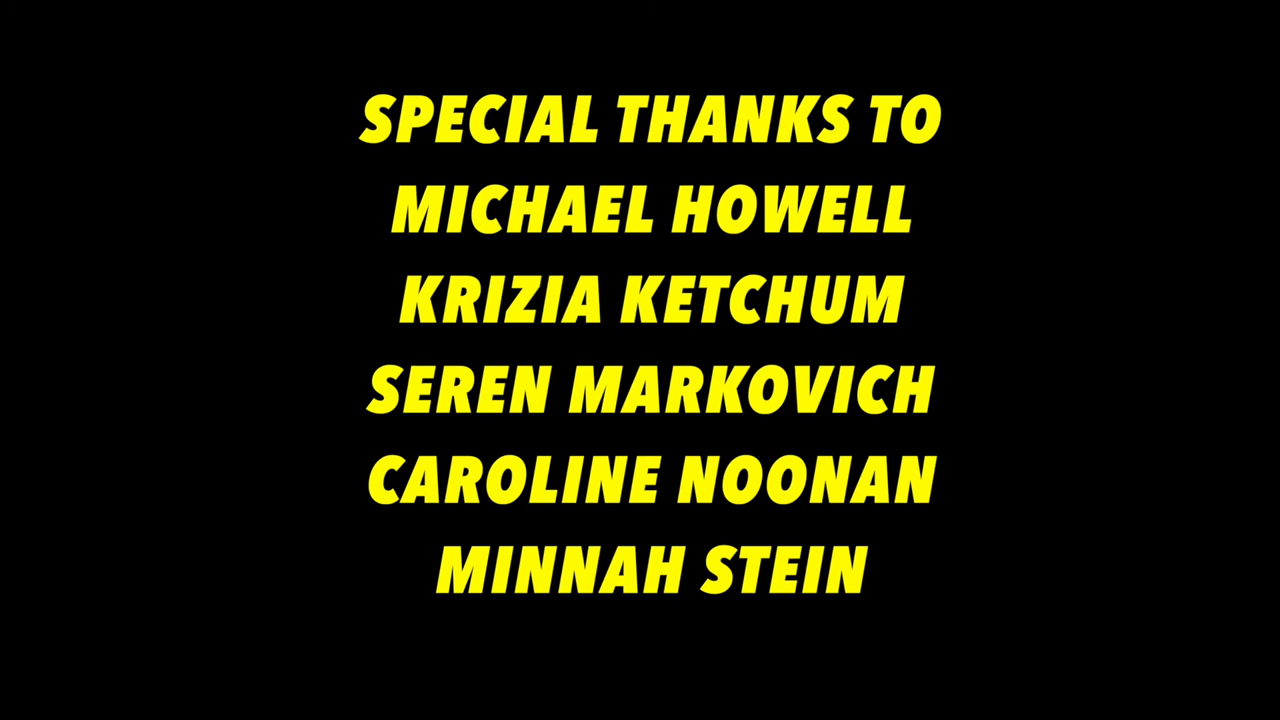 SPECIAL THANKS TO
MICHAEL HOWELL
KRIZIA KETCHUM
SEREN MARKOVICH
CAROLINE NOONAN
MINNAH STEIN